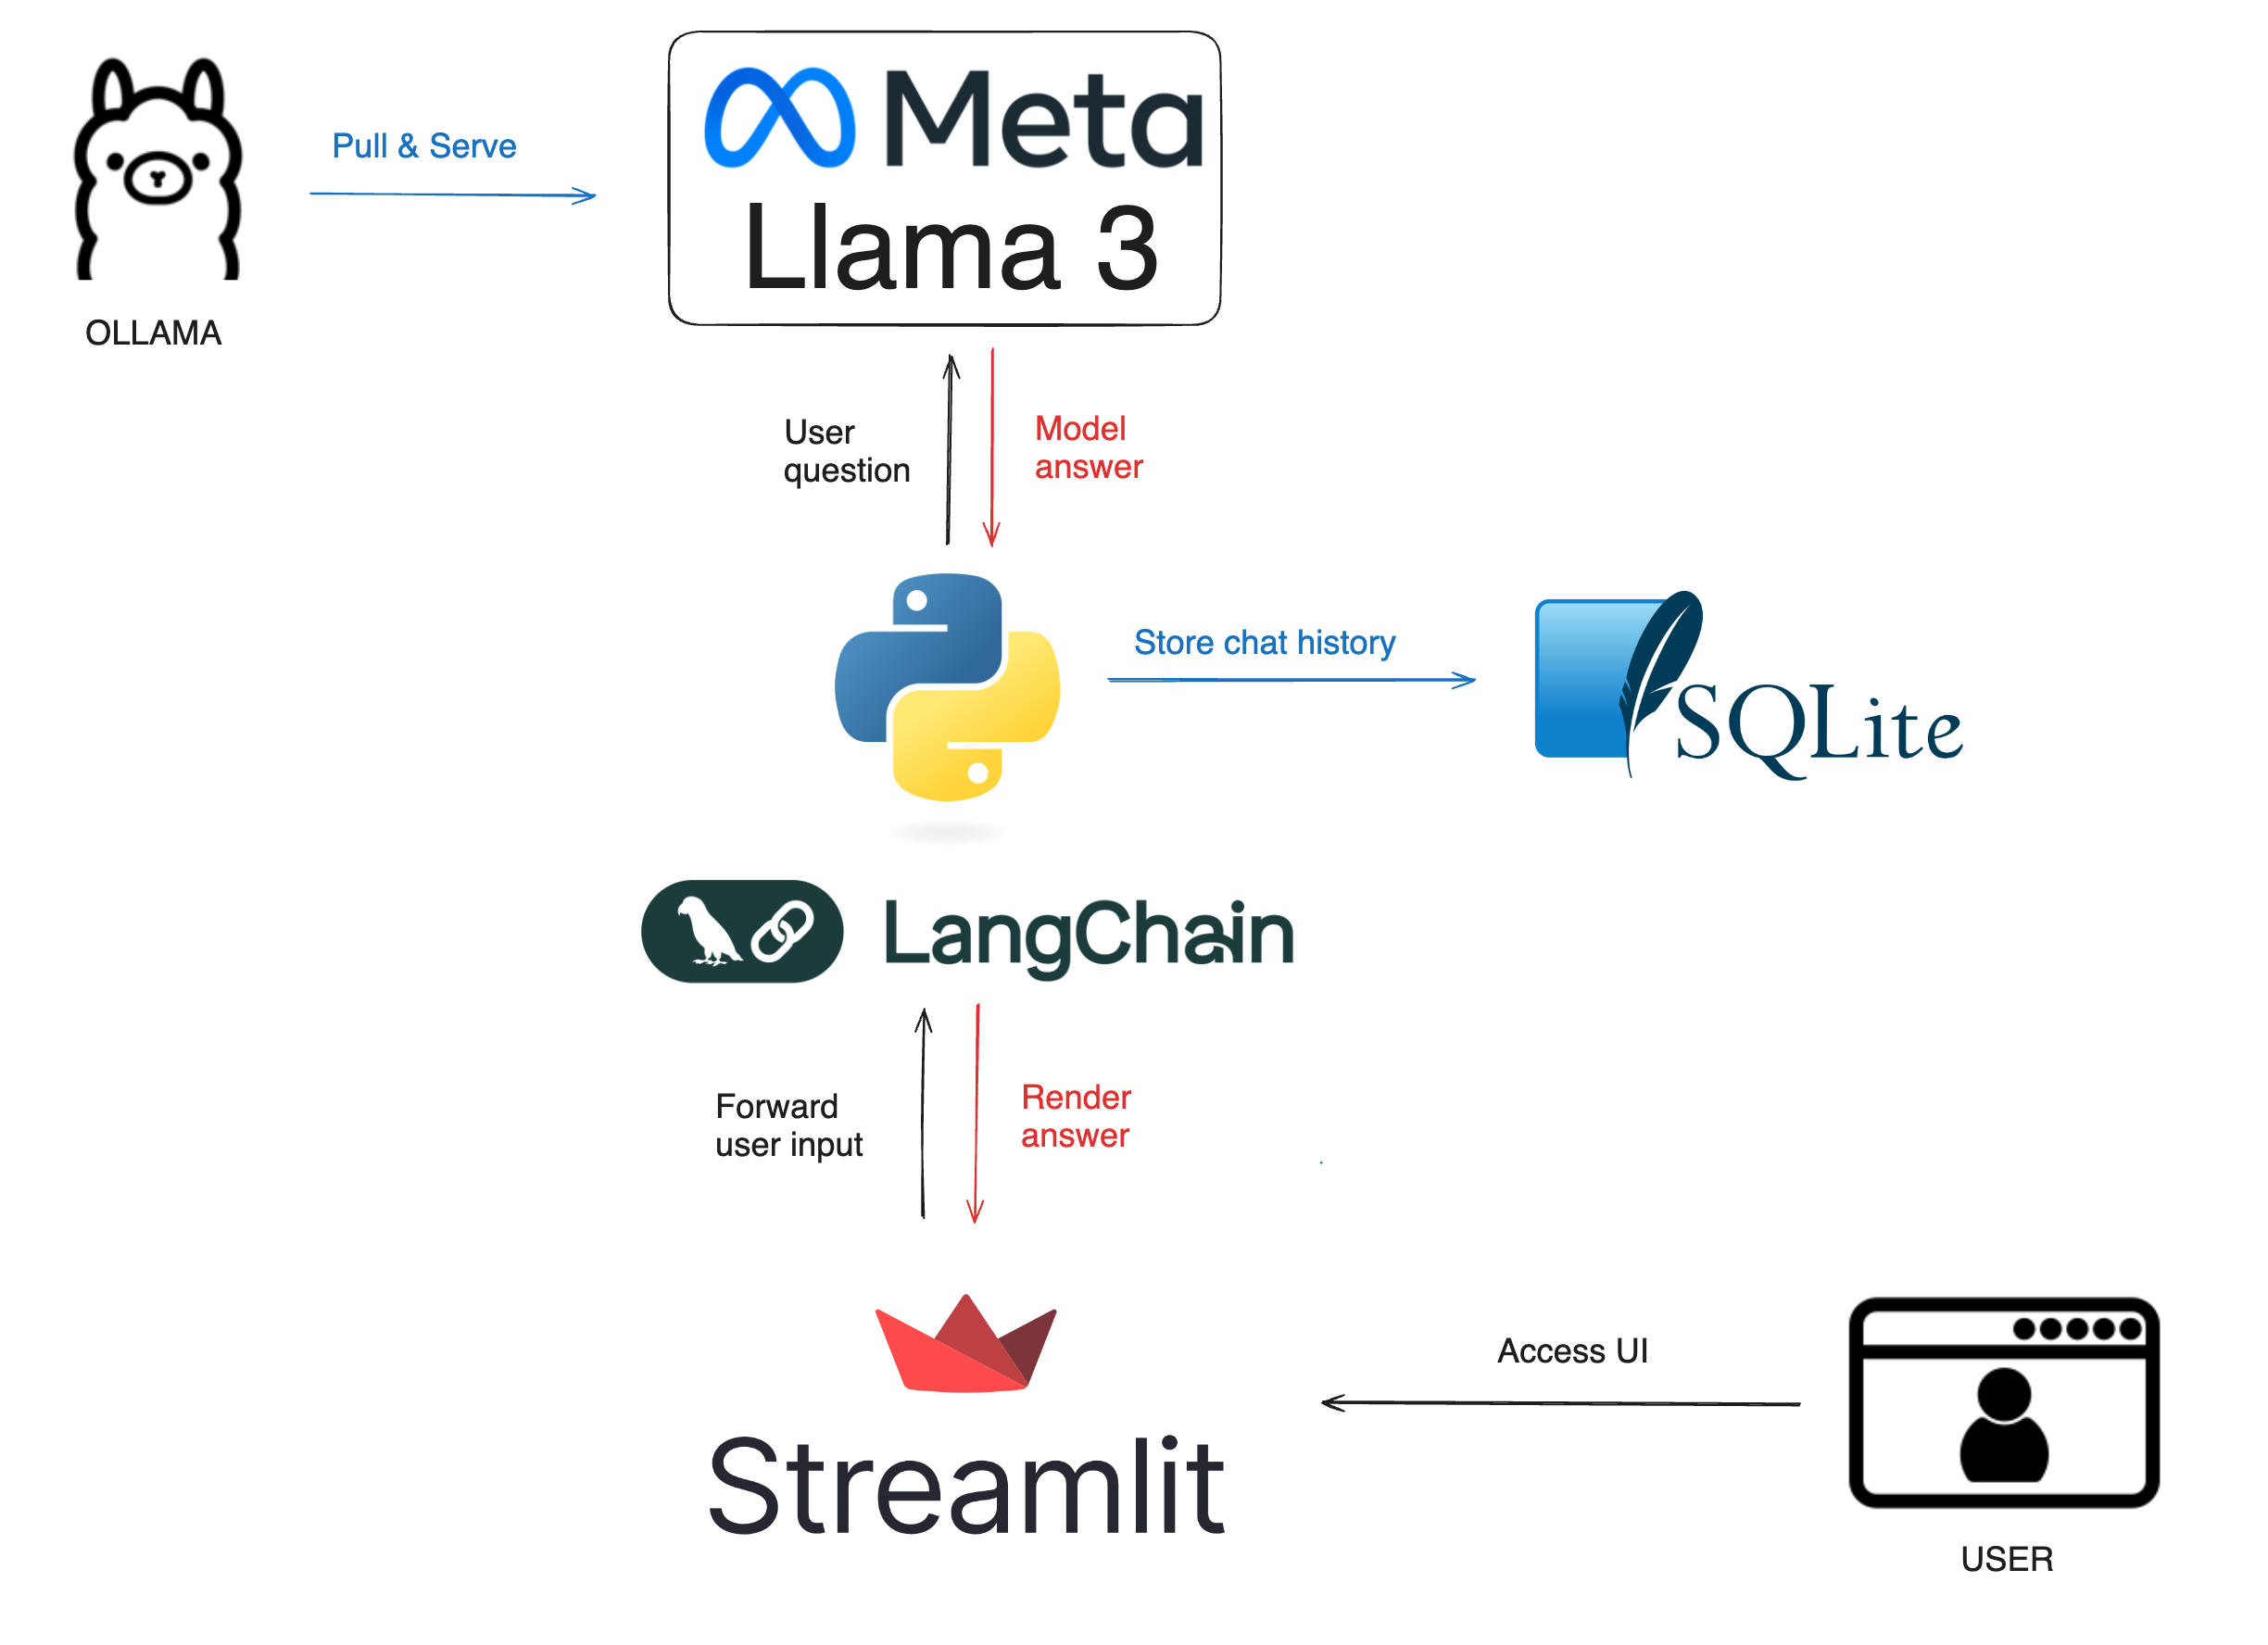 Meta
Pull & Serve
Llama 3
OLLAMA
User
question
Model
answer
Store chat history
SQLite
LangChain
Forward
user input
Render
answer
Access UI
Streamlit
USER